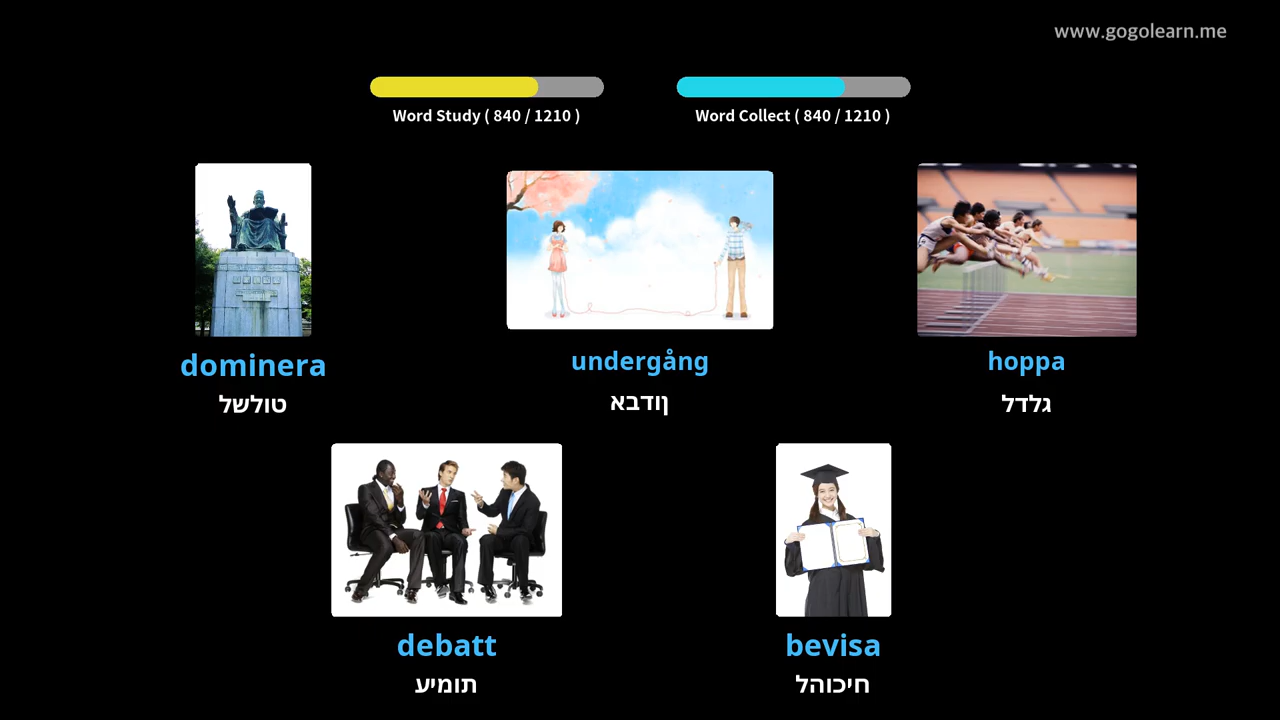 www.gogolearn.me
Word Study ( 840 / 1210 )
Word Collect ( 840 / 1210 )
dominera
טולשל
undergång
ןודבא
hoppa
גלדל
debatt
תומיע
bevisa
חיכוהל